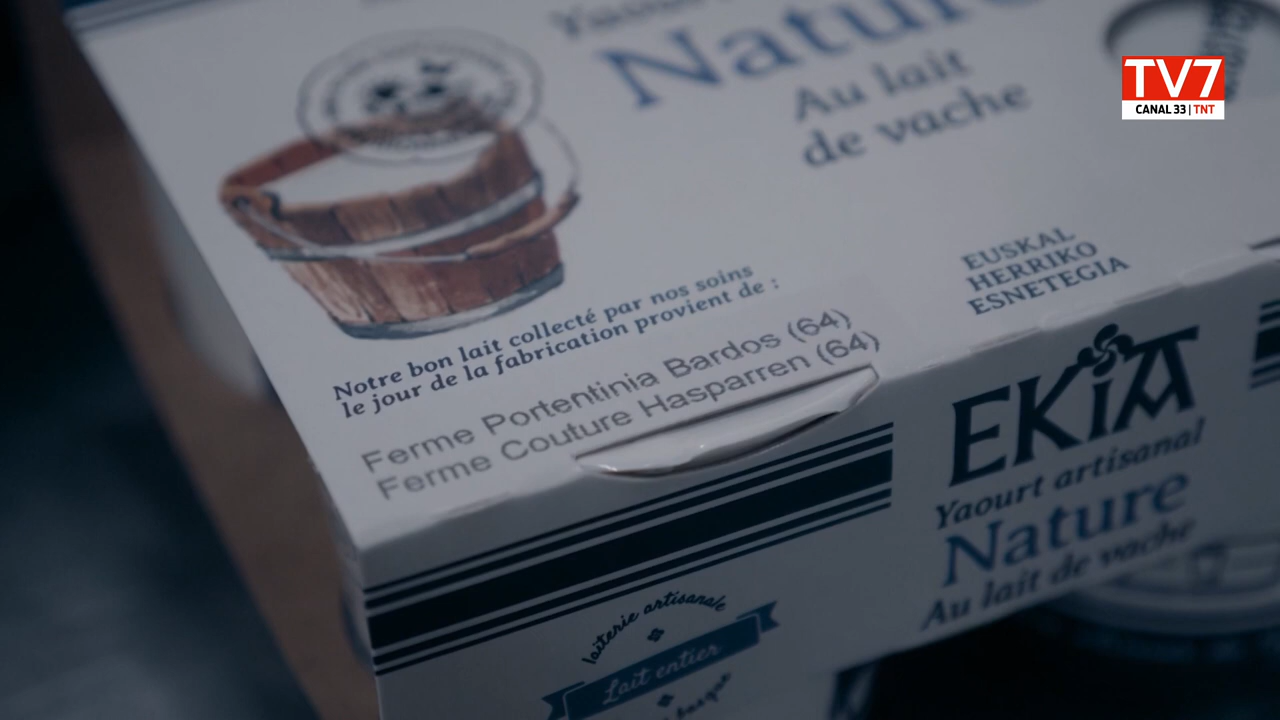 TV7
CANAL 33 | TNT
Yaourt
Nature
Au lait
de vache
EUSKAL
HERRIKO
ESNETEGIA
Notre bon lait collecté par nos soins
le jour de la fabrication provient de :
Ferme Portentinia Bardos (64)
Ferme Couture Hasparren (64)
EKiA
Yaourt artisanal
Nature
Au lait de vache
laiterie artisanale
Lait entier
basque